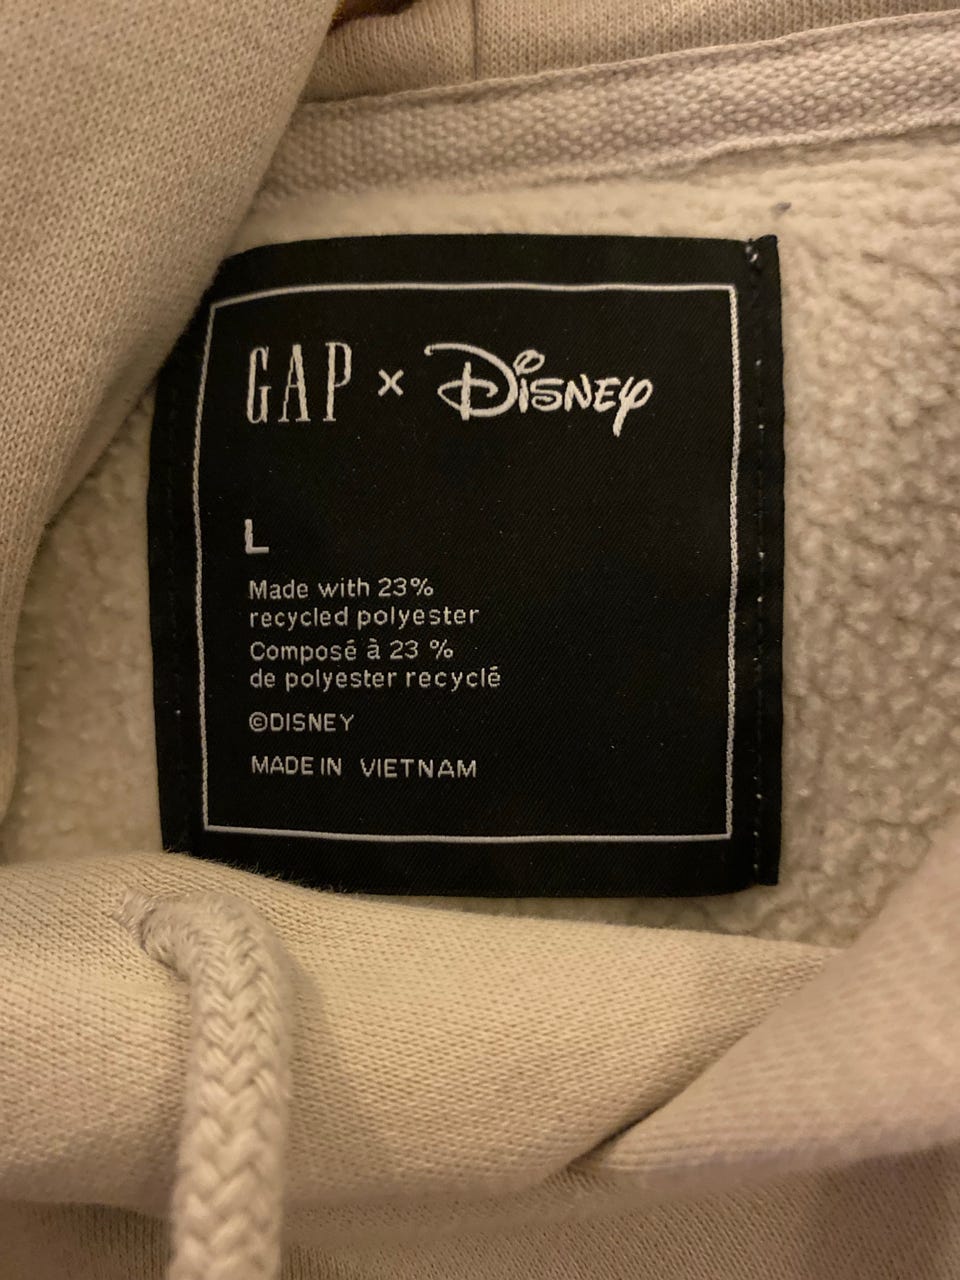 GAP × Disney
L
Made with 23%
recycled polyester
Composé à 23 %
de polyester recyclé
©DISNEY
MADE IN VIETNAM